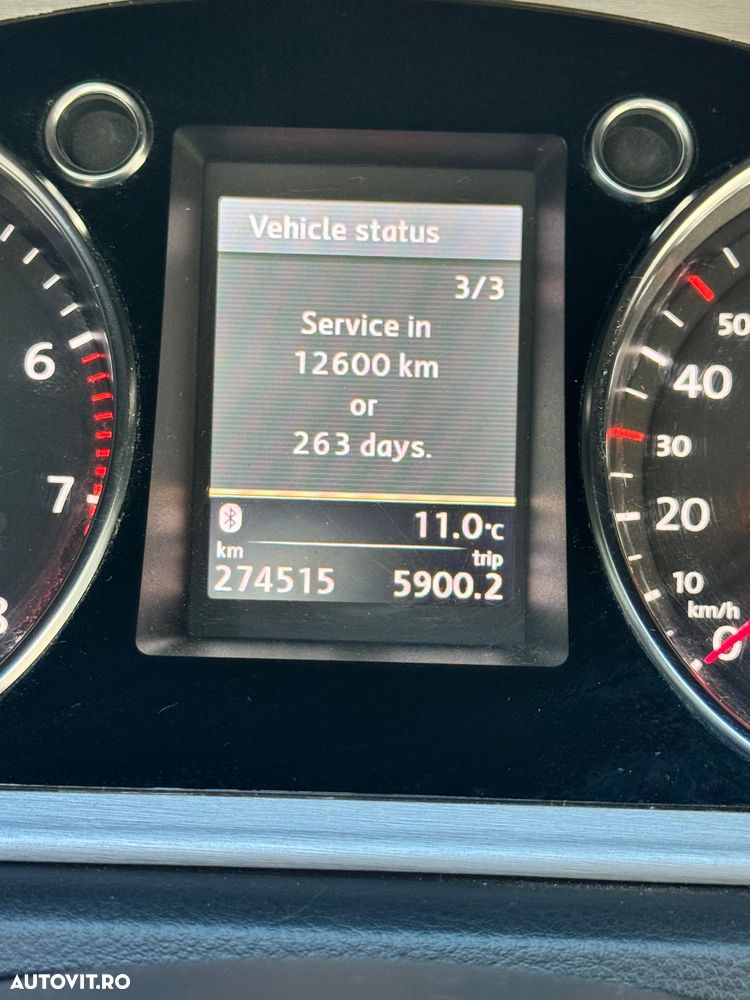 Vehicle status
3/3
Service in
12600 km
or
263 days.
11.0°C
km
trip
274515 5900.2
6
7
8
50
40
30
20
10
km/h
0
AUTOVIT.RO